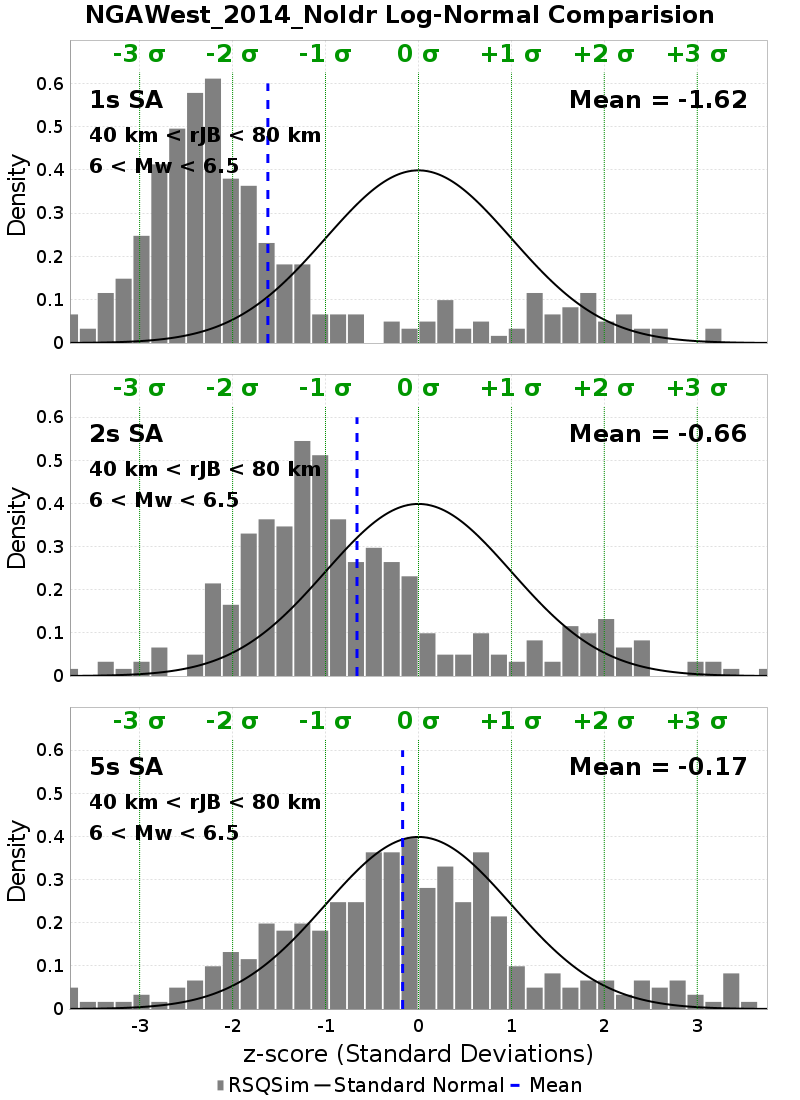 NGAWest_2014_NoIdr Log-Normal Comparision
-3 σ -2 σ -1 σ 0 σ +1 σ +2 σ +3 σ
1s SA
Mean = -1.62
40 km < rJB < 80 km
6 < Mw < 6.5
0.6
0.5
0.4
0.3
0.2
0.1
0
Density
-3 σ -2 σ -1 σ 0 σ +1 σ +2 σ +3 σ
2s SA
Mean = -0.66
40 km < rJB < 80 km
6 < Mw < 6.5
0.6
0.5
0.4
0.3
0.2
0.1
0
Density
-3 σ -2 σ -1 σ 0 σ +1 σ +2 σ +3 σ
5s SA
Mean = -0.17
40 km < rJB < 80 km
6 < Mw < 6.5
0.6
0.5
0.4
0.3
0.2
0.1
0
Density
-3 -2 -1 0 1 2 3
z-score (Standard Deviations)
RSQSim Standard Normal Mean